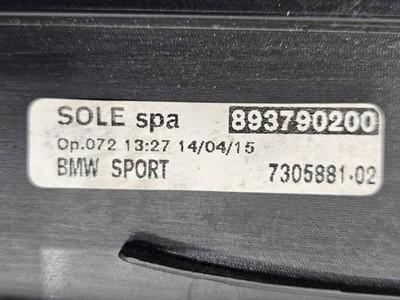 SOLE spa 893790200
Op.072 13:27 14/04/15
BMW SPORT 7305881-02